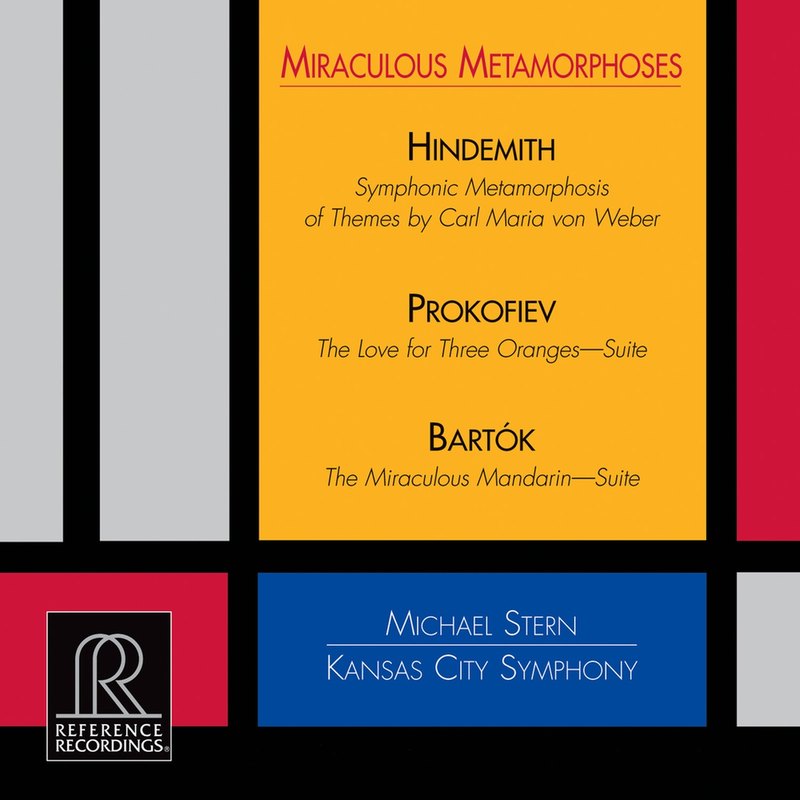 MIRACULOUS METAMORPHOSES
HINDEMITH
Symphonic Metamorphosis
of Themes by Carl Maria von Weber
PROKOFIEV
The Love for Three Oranges—Suite
BARTÓK
The Miraculous Mandarin—Suite
MICHAEL STERN
KANSAS CITY SYMPHONY
RR
REFERENCE
RECORDINGS®